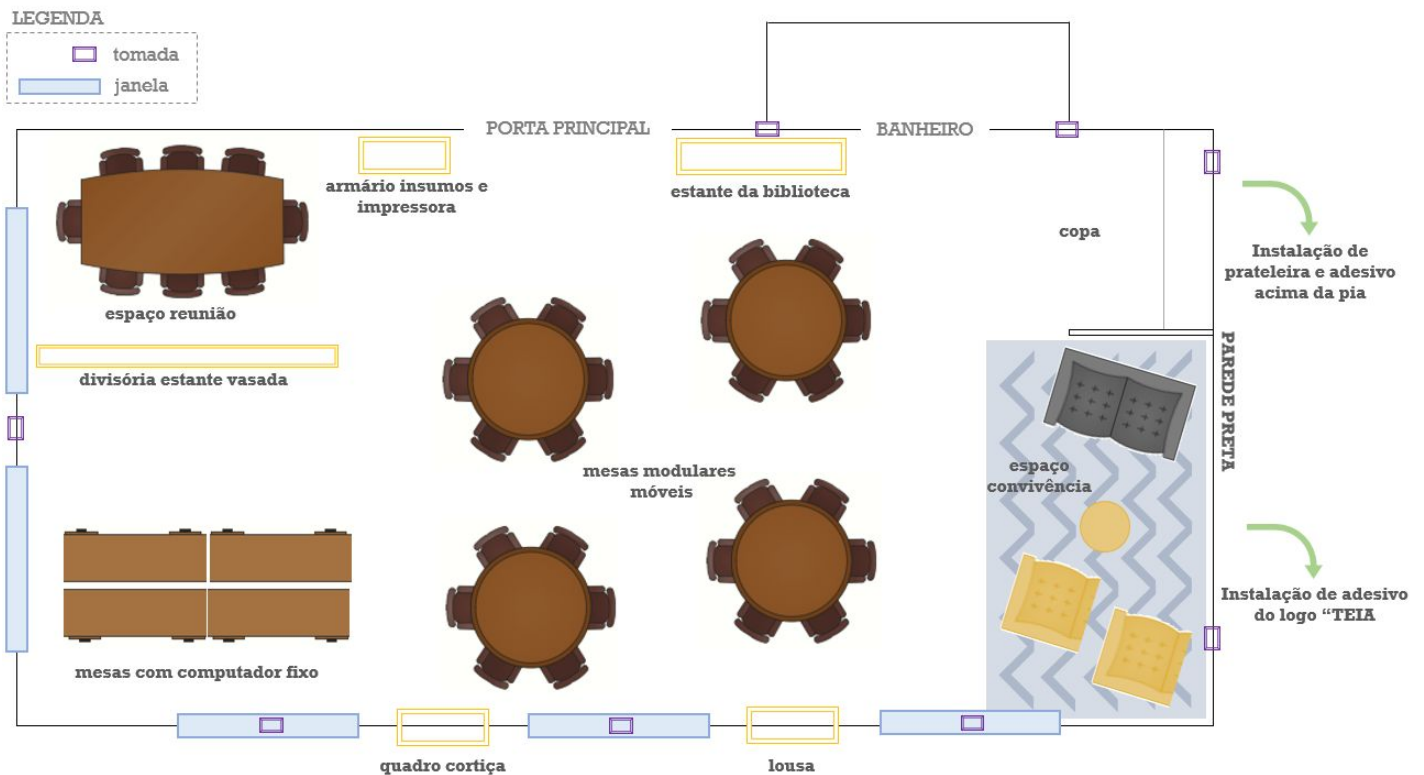 LEGENDA
tomada
janela
PORTA PRINCIPAL
BANHEIRO
armário insumos e
impressora
estante da biblioteca
copa
Instalação de
prateleira e adesivo
acima da pia
espaço reunião
divisória estante vasada
PAREDE PRETA
mesas modulares
móveis
espaço
convivência
Instalação de adesivo
do logo “TEIA
mesas com computador fixo
quadro cortiça
lousa